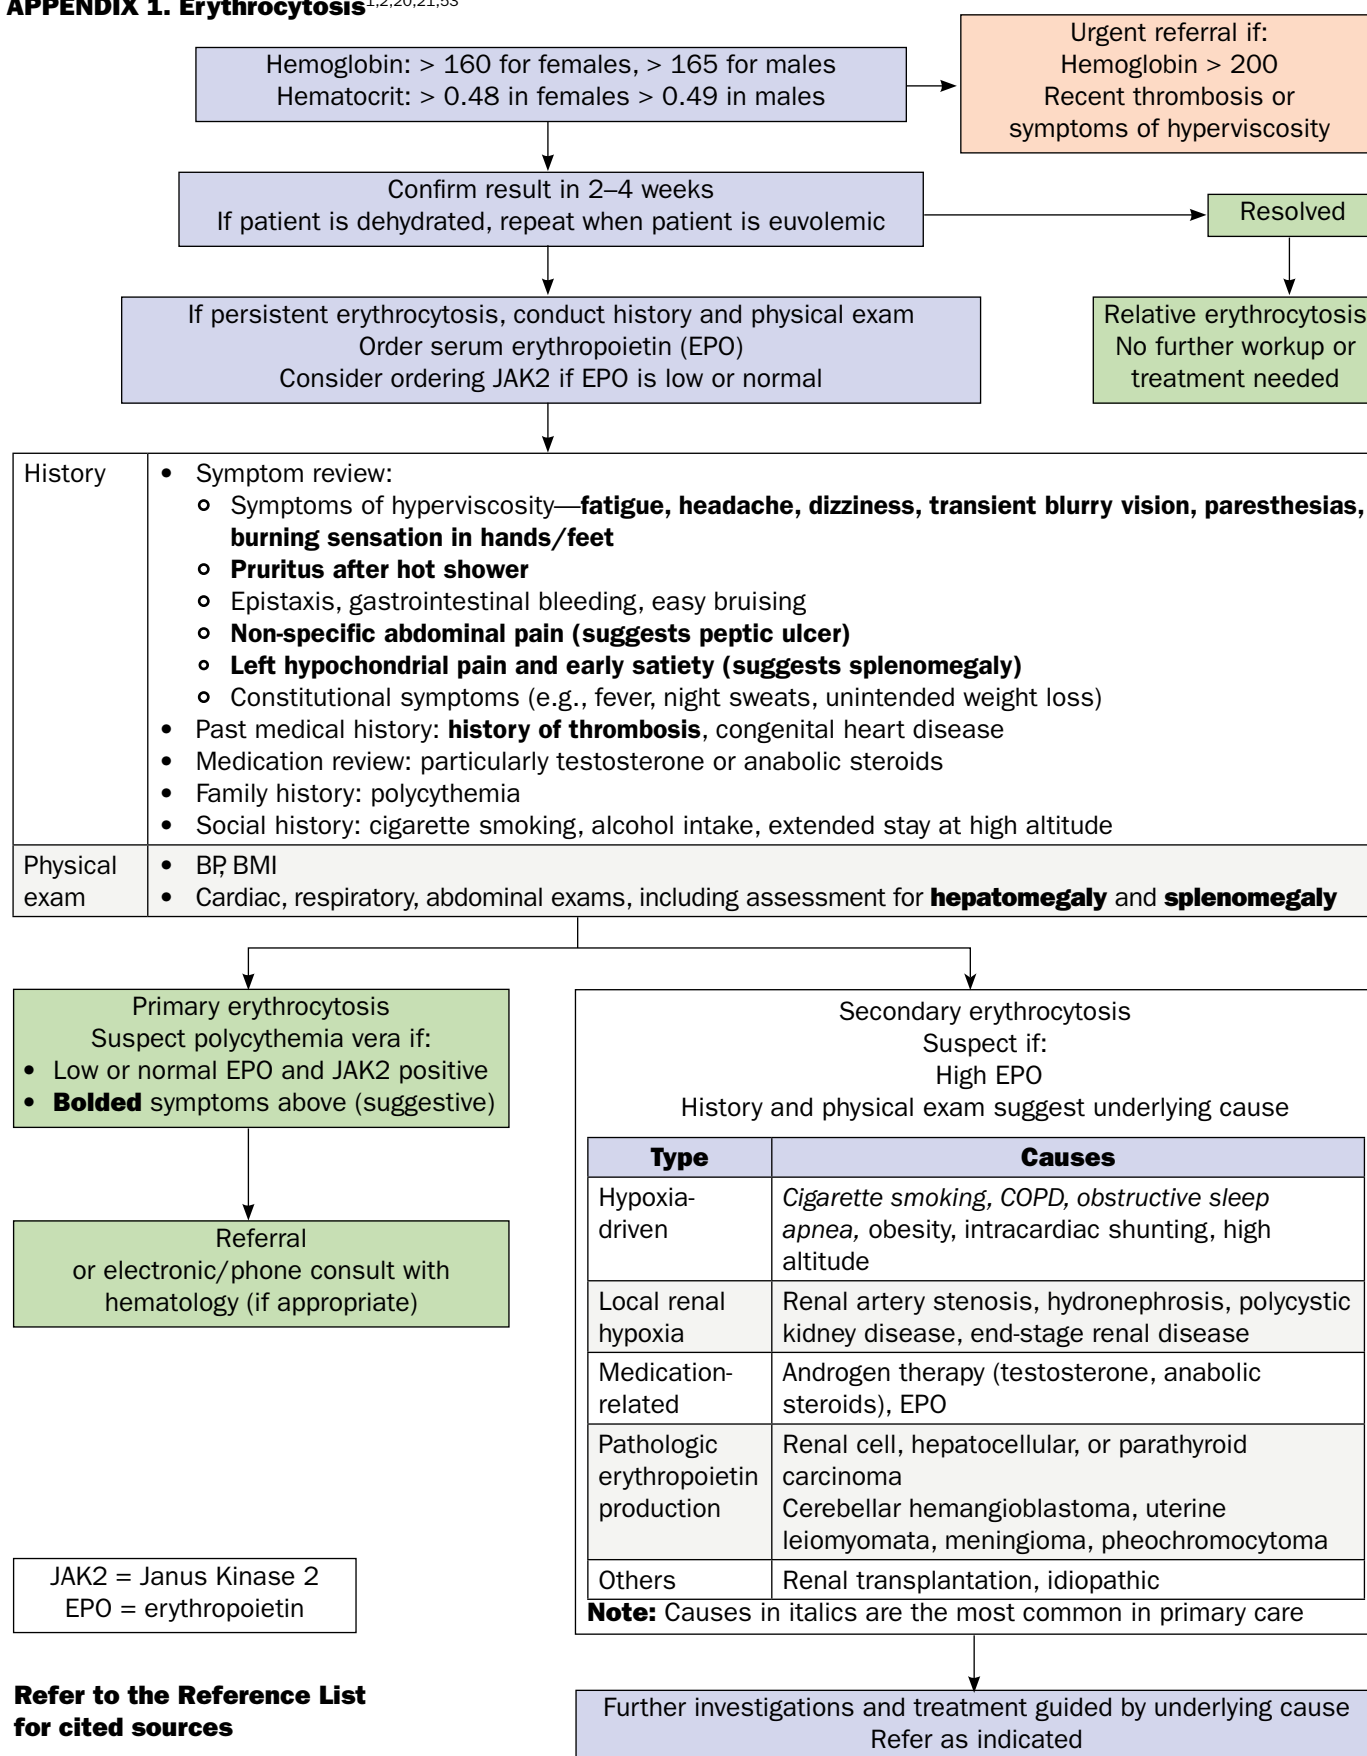 APPENDIX 1. Erythrocytosis1,2,20,21,53
Hemoglobin: > 160 for females, > 165 for males
Hematocrit: > 0.48 in females > 0.49 in males
Urgent referral if:
Hemoglobin > 200
Recent thrombosis or
symptoms of hyperviscosity
Confirm result in 2–4 weeks
If patient is dehydrated, repeat when patient is euvolemic
Resolved
If persistent erythrocytosis, conduct history and physical exam
Order serum erythropoietin (EPO)
Consider ordering JAK2 if EPO is low or normal
Relative erythrocytosis
No further workup or
treatment needed
History
• Symptom review:
o Symptoms of hyperviscosity—fatigue, headache, dizziness, transient blurry vision, paresthesias,
burning sensation in hands/feet
o Pruritus after hot shower
o Epistaxis, gastrointestinal bleeding, easy bruising
o Non-specific abdominal pain (suggests peptic ulcer)
o Left hypochondrial pain and early satiety (suggests splenomegaly)
o Constitutional symptoms (e.g., fever, night sweats, unintended weight loss)
• Past medical history: history of thrombosis, congenital heart disease
• Medication review: particularly testosterone or anabolic steroids
• Family history: polycythemia
• Social history: cigarette smoking, alcohol intake, extended stay at high altitude
Physical
exam
• BP, BMI
• Cardiac, respiratory, abdominal exams, including assessment for hepatomegaly and splenomegaly
Primary erythrocytosis
Suspect polycythemia vera if:
• Low or normal EPO and JAK2 positive
• Bolded symptoms above (suggestive)
Referral
or electronic/phone consult with
hematology (if appropriate)
Secondary erythrocytosis
Suspect if:
High EPO
History and physical exam suggest underlying cause
Type
Causes
Hypoxia-
driven
Cigarette smoking, COPD, obstructive sleep
apnea, obesity, intracardiac shunting, high
altitude
Local renal
hypoxia
Renal artery stenosis, hydronephrosis, polycystic
kidney disease, end-stage renal disease
Medication-
related
Androgen therapy (testosterone, anabolic
steroids), EPO
Pathologic
erythropoietin
production
Renal cell, hepatocellular, or parathyroid
carcinoma
Cerebellar hemangioblastoma, uterine
leiomyomata, meningioma, pheochromocytoma
Others
Renal transplantation, idiopathic
Note: Causes in italics are the most common in primary care
JAK2 = Janus Kinase 2
EPO = erythropoietin
Refer to the Reference List
for cited sources
Further investigations and treatment guided by underlying cause
Refer as indicated